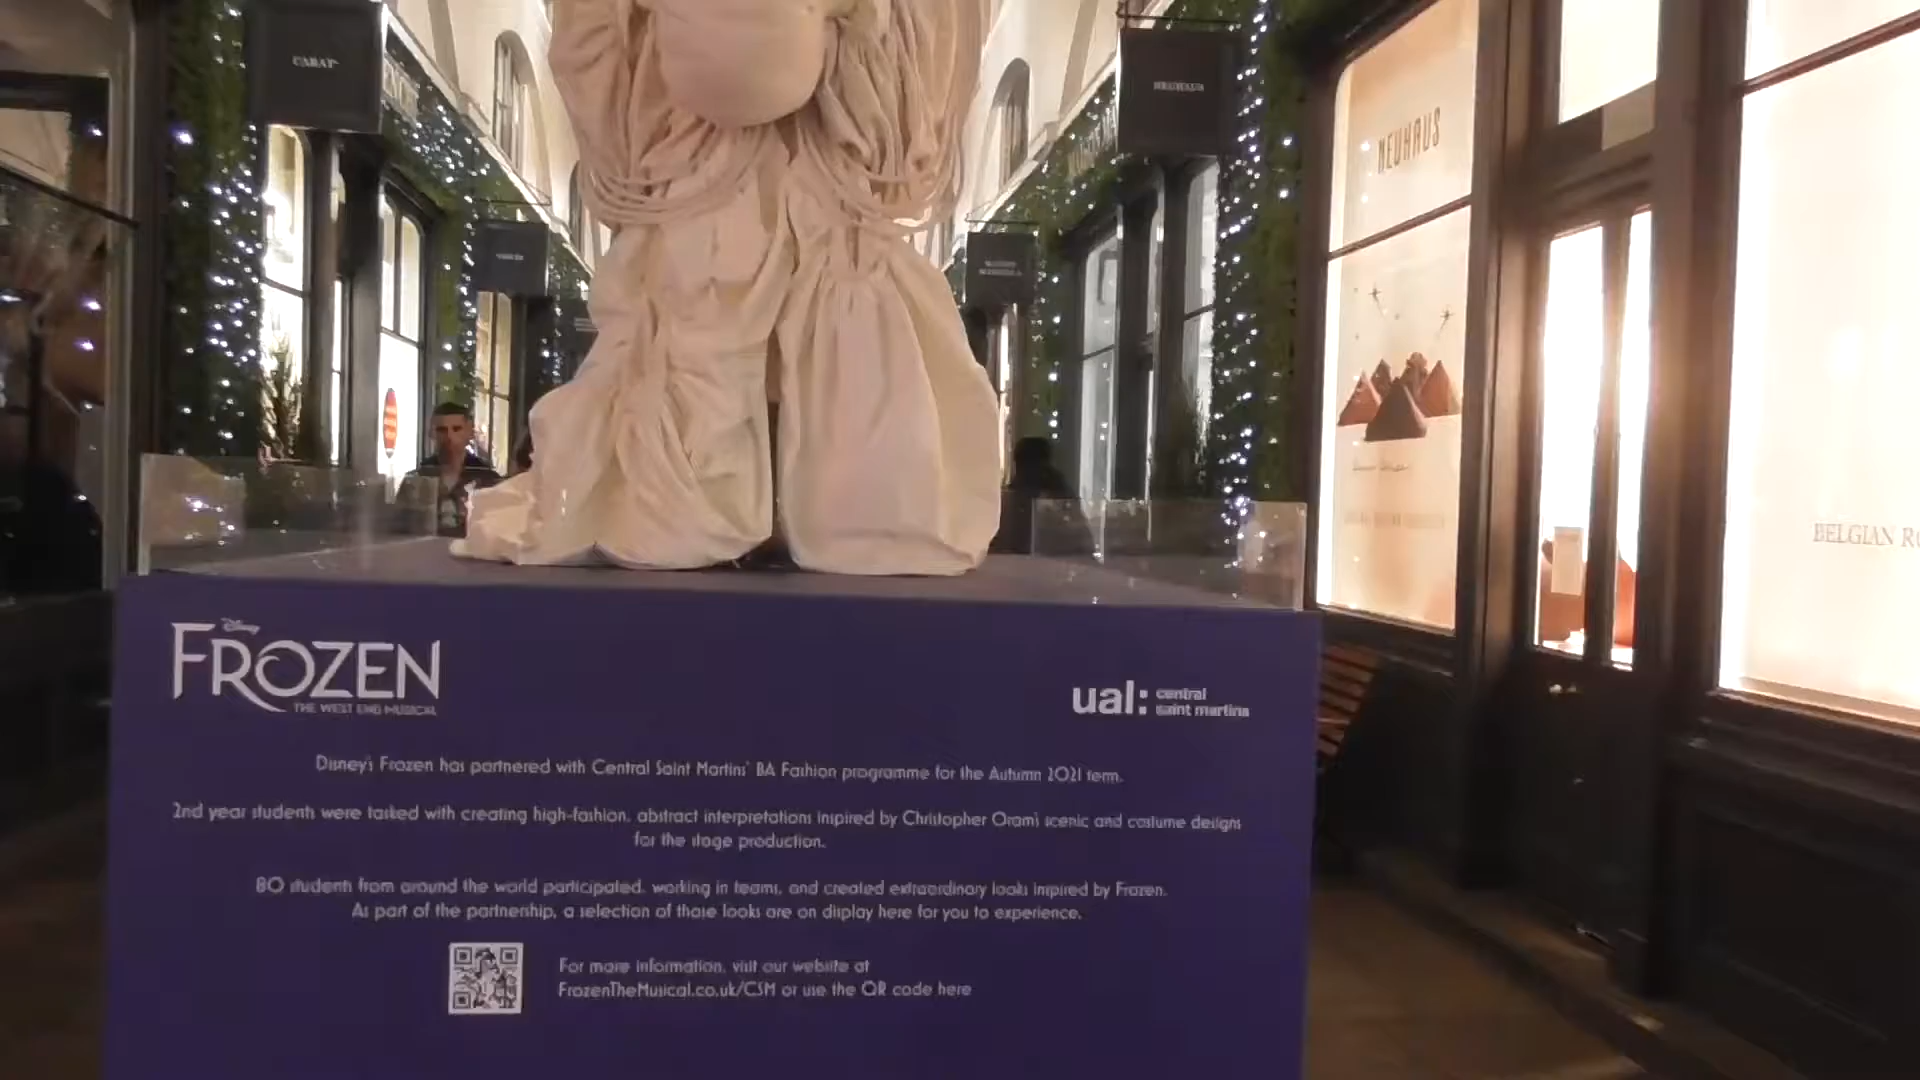 CARAT*
NEUHAUS
BELGIAN
Disney
FROZEN
THE WEST END MUSICAL
ual: central
saint martins
Disney's Frozen has partnered with Central Saint Martins' BA Fashion programme for the Autumn 2021 term.
2nd year students were tasked with creating high-fashion, abstract interpretations inspired by Christopher Oram's scenic and costume designs
for the stage production.
80 students from around the world participated, working in teams, and created extraordinary looks inspired by Frozen.
As part of the partnership, a selection of those looks are on display here for you to experience.
For more information, visit our website at
FrozenTheMusical.co.uk/CSM or use the QR code here